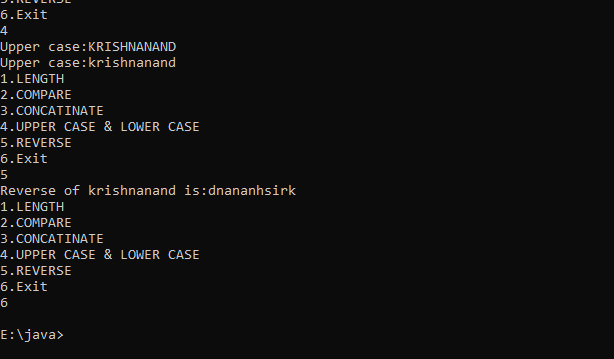 5.REVERSE
6.Exit
4
Upper case:KRISHNANAND
Upper case:krishnanand
1.LENGTH
2.COMPARE
3.CONCATINATE
4.UPPER CASE & LOWER CASE
5.REVERSE
6.Exit
5
Reverse of krishnanand is:dnananhsirk
1.LENGTH
2.COMPARE
3.CONCATINATE
4.UPPER CASE & LOWER CASE
5.REVERSE
6.Exit
6
E:\java>